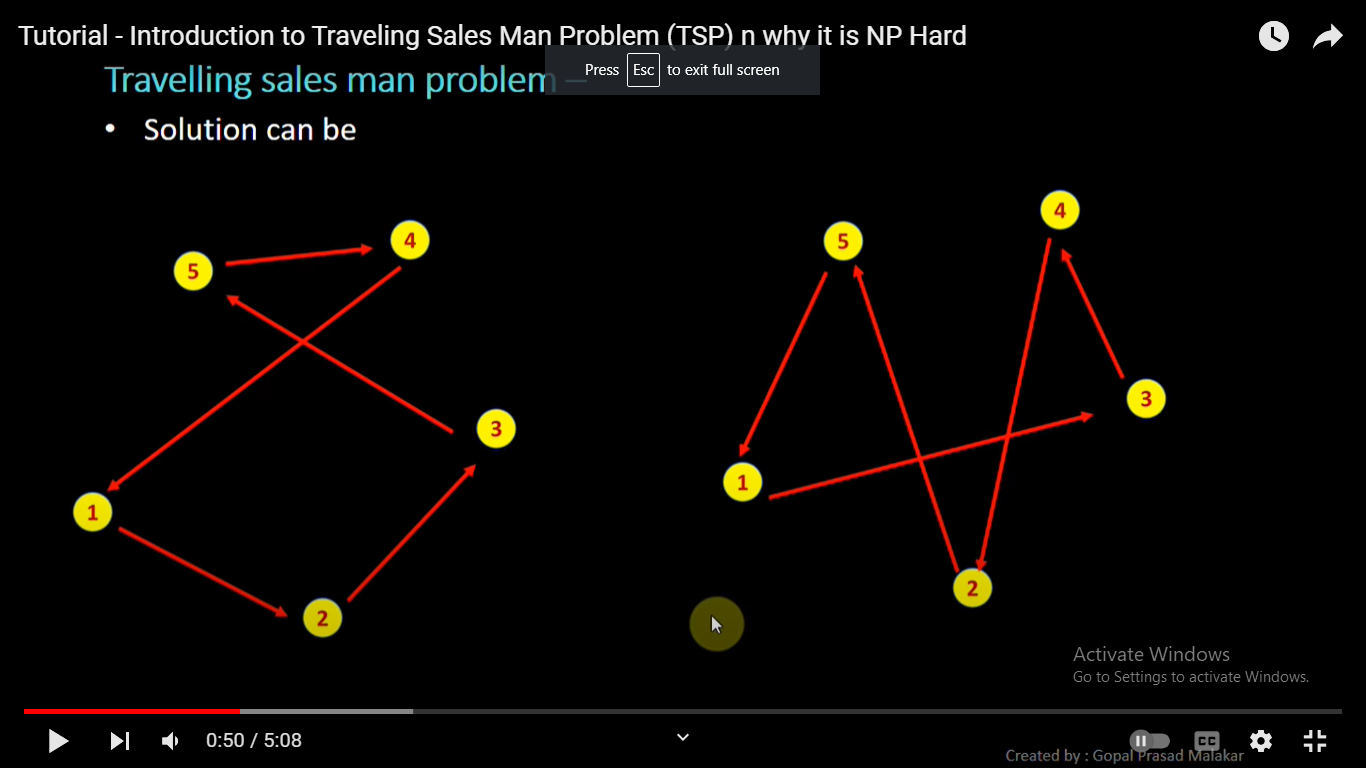 Tutorial - Introduction to Traveling Sales Man Problem (TSP) n why it is NP Hard
Press Esc to exit full screen
Travelling sales man problem –
• Solution can be
4
5
3
1
2
4
5
3
1
2
Activate Windows
Go to Settings to activate Windows.
0:50 / 5:08
CC
Created by : Gopal Prasad Malakar